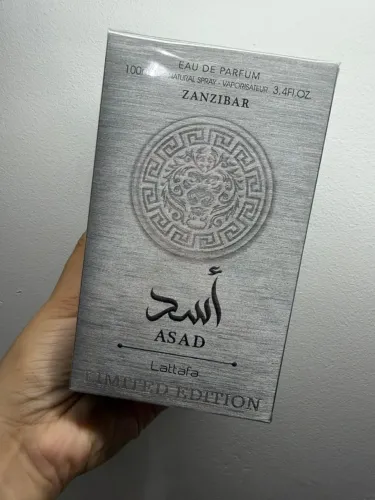 EAU DE PARFUM
NATURAL SPRAY - VAPORISATEUR 3.4FL.OZ.
ZANZIBAR
أسد
ASAD
Lattafa
LIMITED EDITION